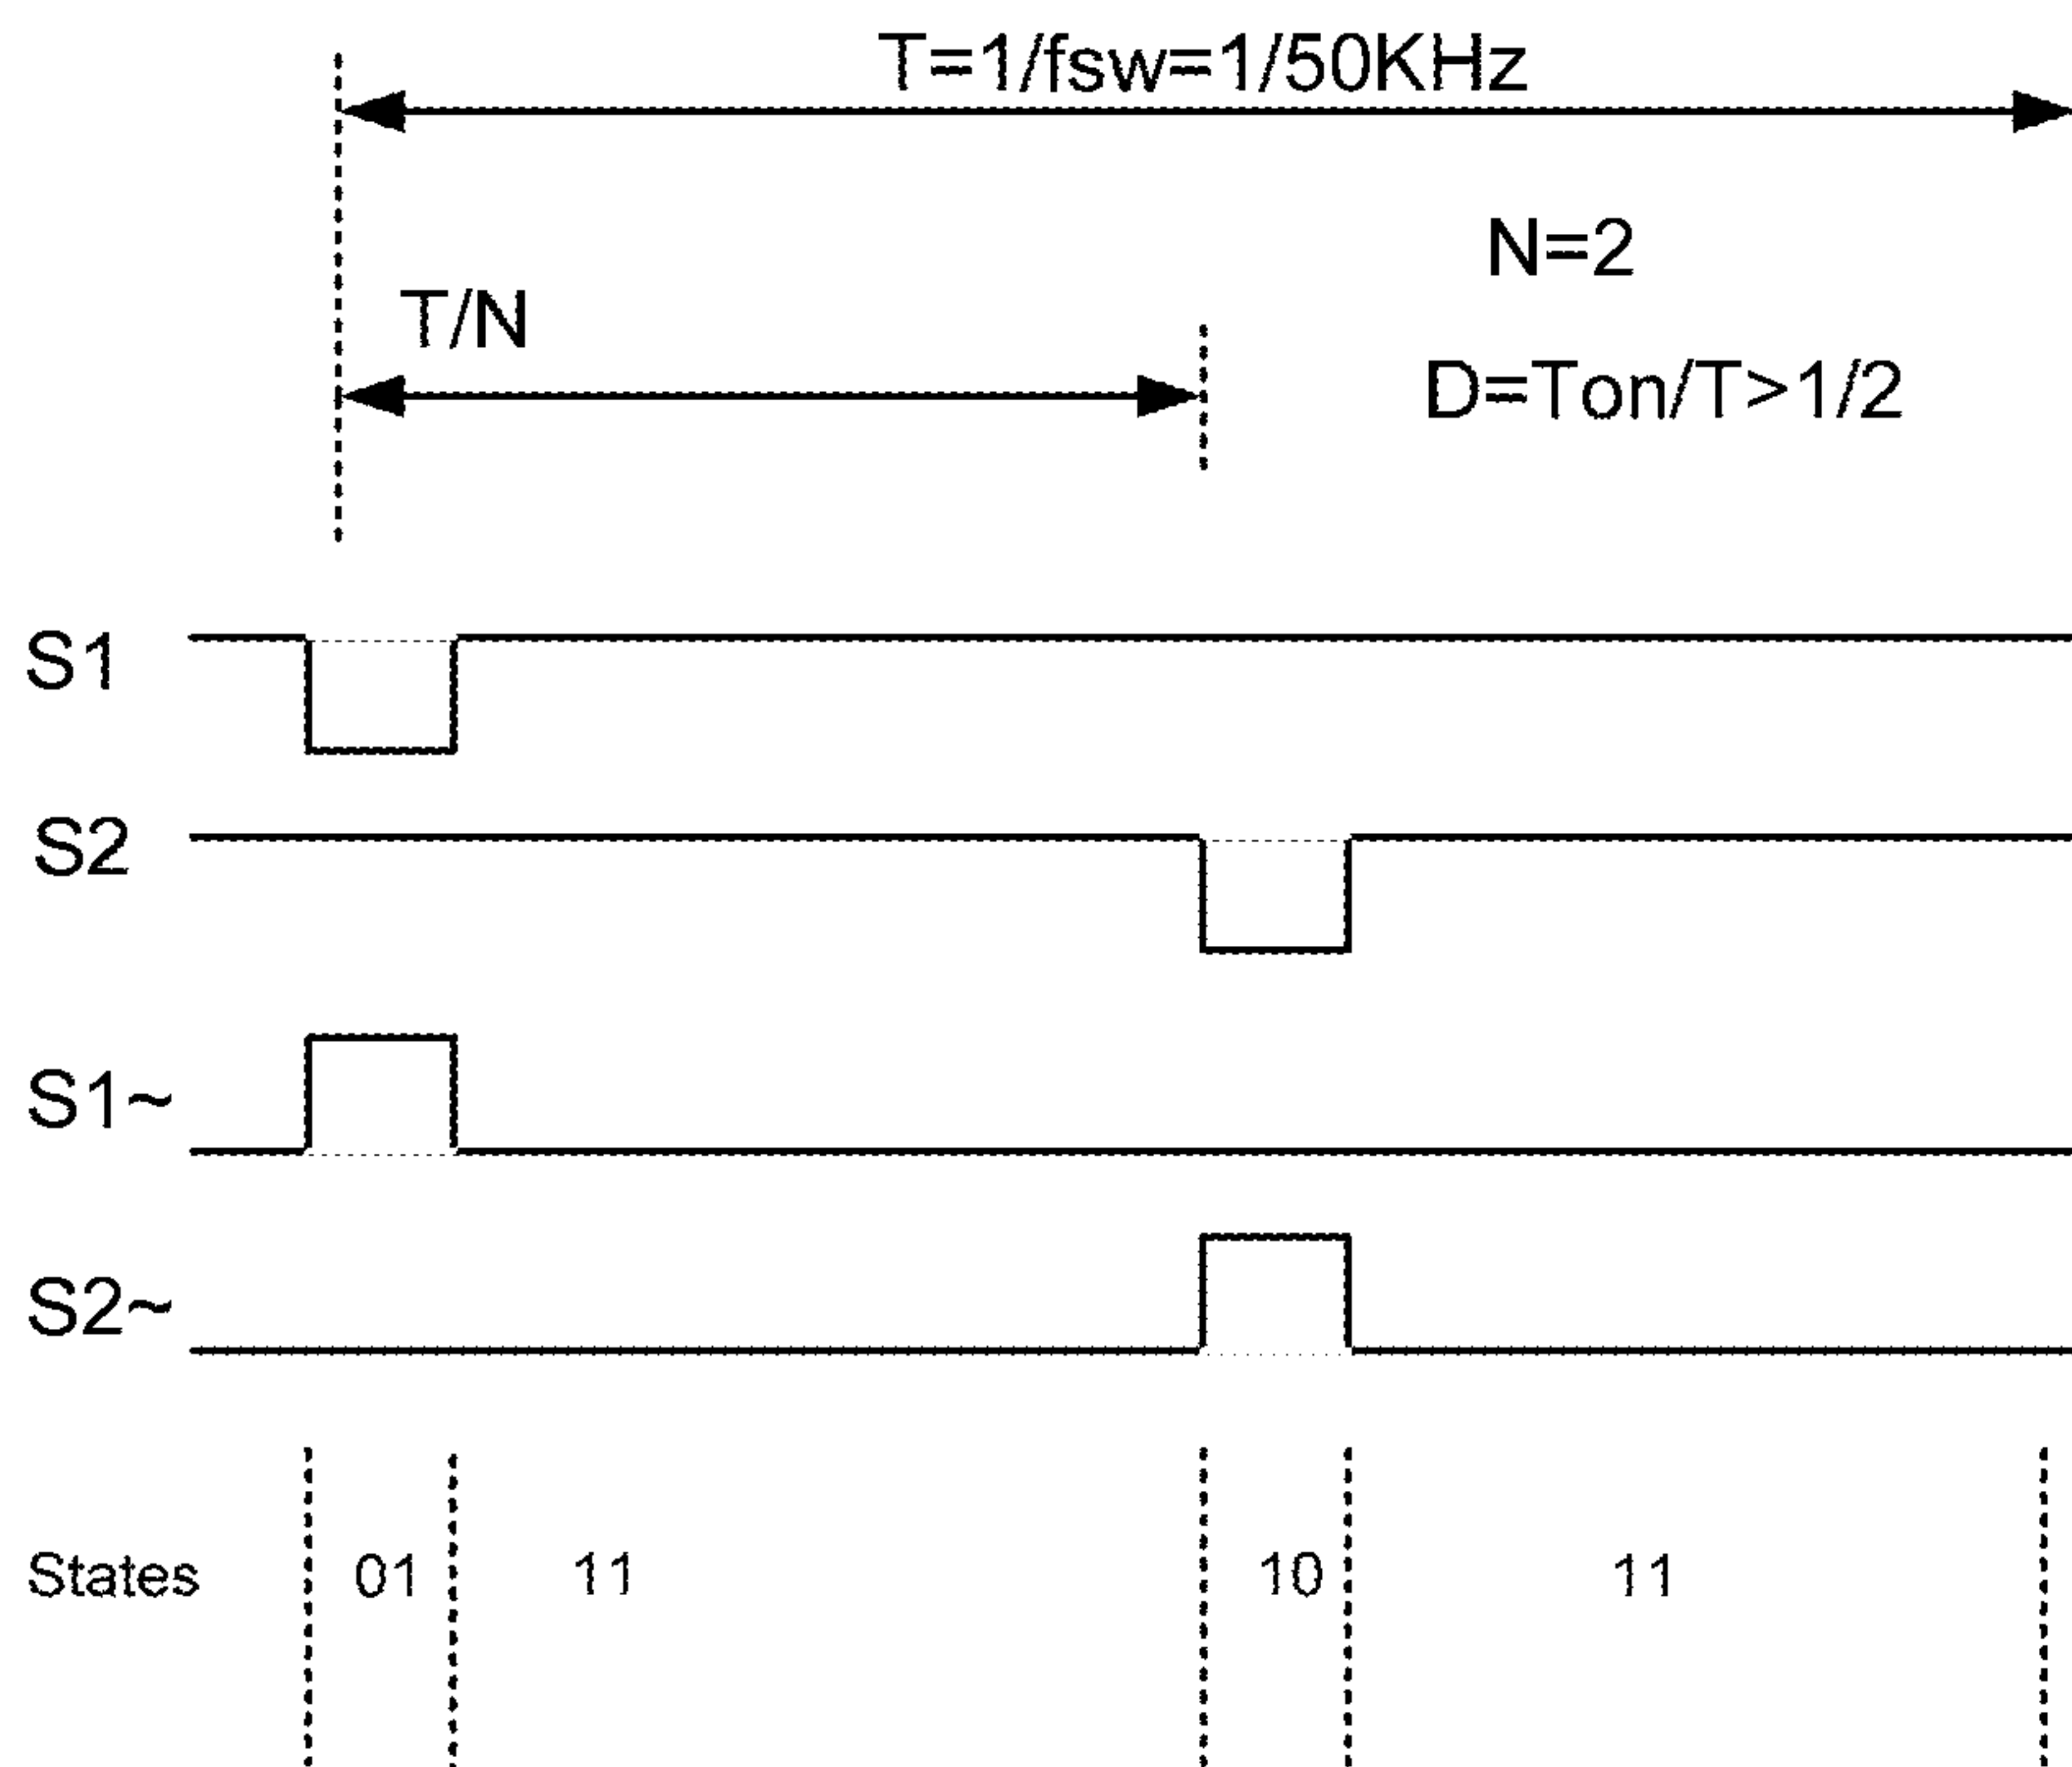 T=1/fsw=1/50KHz
N=2
T/N
D=Ton/T>1/2
S1
S2
S1~
S2~
States 01 11 10 11